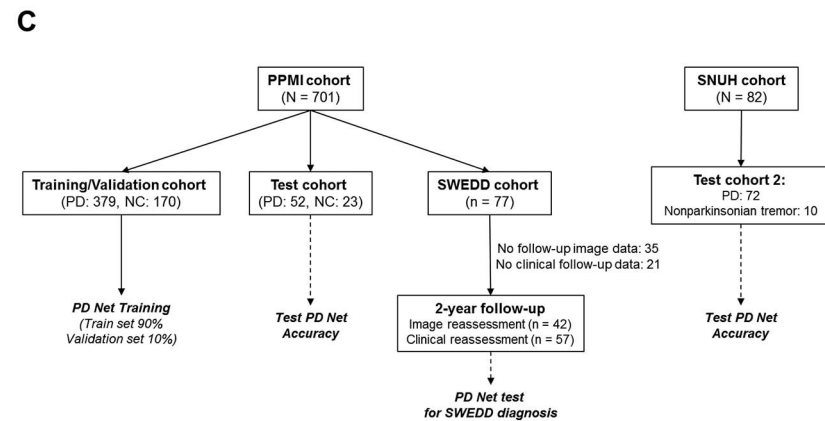 C
PPMI cohort
(N = 701)
SNUH cohort
(N = 82)
Training/Validation cohort
(PD: 379, NC: 170)
Test cohort
(PD: 52, NC: 23)
SWEDD cohort
(n = 77)
Test cohort 2:
PD: 72
Nonparkinsonian tremor: 10
No follow-up image data: 35
No clinical follow-up data: 21
PD Net Training
(Train set 90%
Validation set 10%)
Test PD Net
Accuracy
2-year follow-up
Image reassessment (n = 42)
Clinical reassessment (n = 57)
Test PD Net
Accuracy
PD Net test
for SWEDD diagnosis